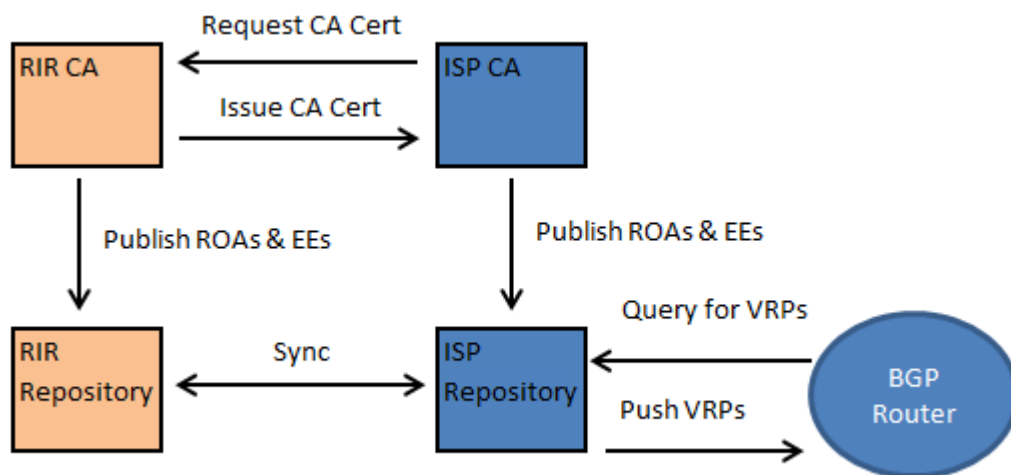 Request CA Cert
RIR CA
ISP CA
Issue CA Cert
Publish ROAs & EEs
Publish ROAs & EEs
Query for VRPs
RIR
Repository
Sync
ISP
Repository
BGP
Router
Push VRPs